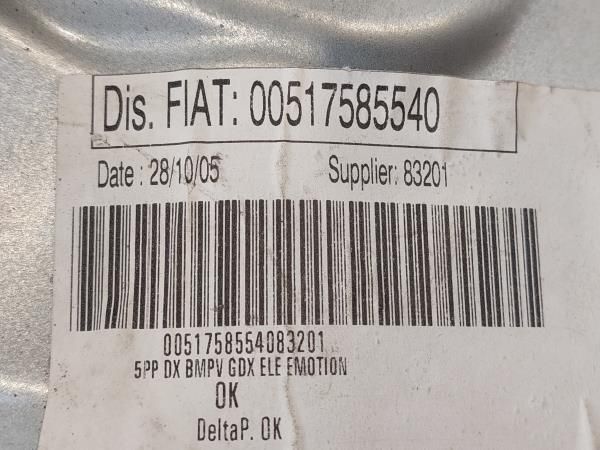 Dis. FIAT: 00517585540
Date : 28/10/05 Supplier: 83201
0051758554083201
5PP DX BMPV GDX ELE EMOTION
OK
DeltaP. OK